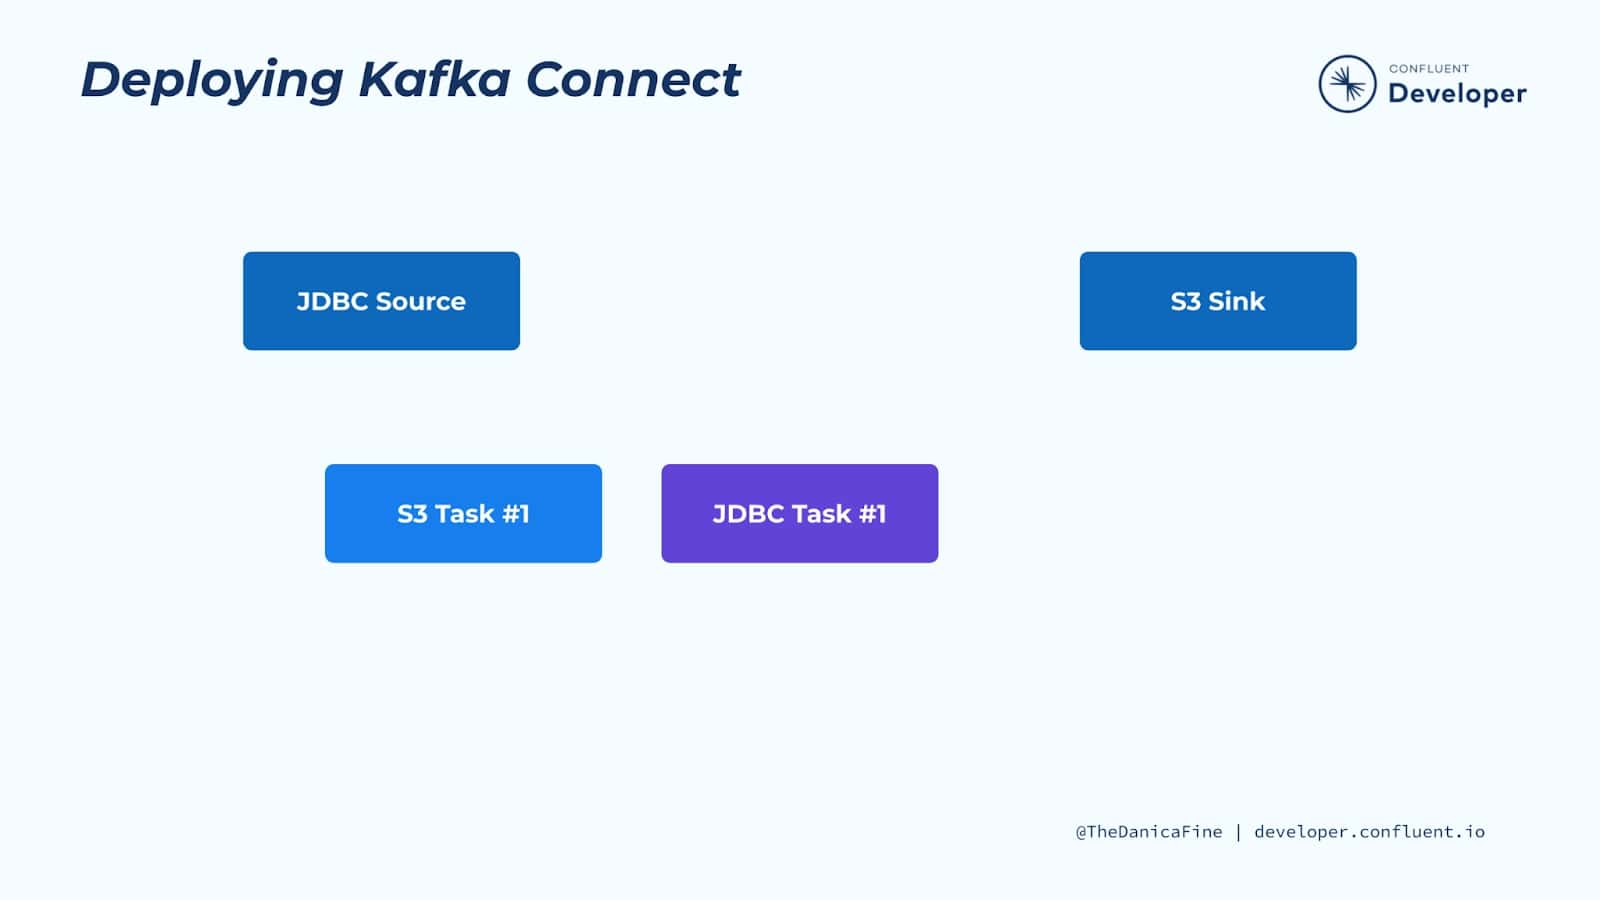 Deploying Kafka Connect
CONFLUENT
Developer
JDBC Source
S3 Sink
S3 Task #1
JDBC Task #1
@TheDanicaFine | developer.confluent.io